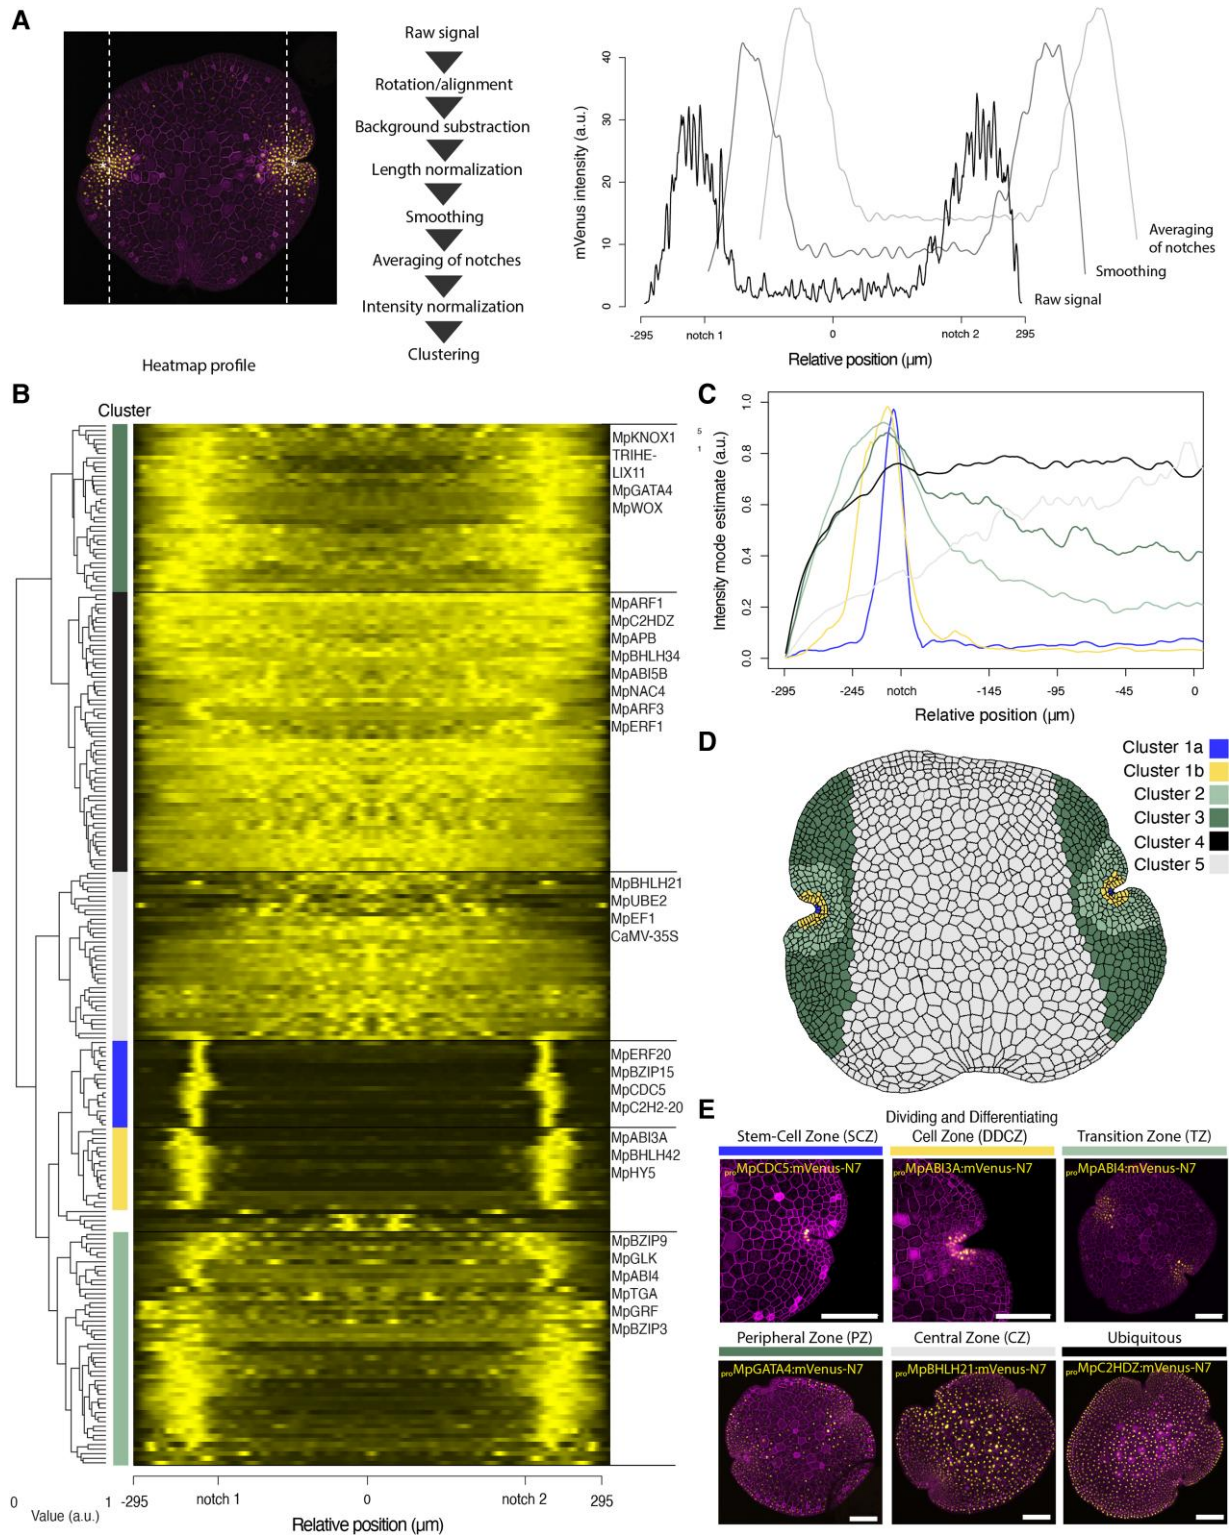 A
Raw signal
Rotation/alignment
Background substraction
Length normalization
Smoothing
Averaging of notches
Intensity normalization
Clustering
Heatmap profile
mVenus intensity (a.u.)
40
30
20
10
0
Averaging
of notches
Smoothing
Raw signal
-295
notch 1
0
notch 2
295
Relative position (µm)
B
Cluster
MpKNOX1
TRIHE-
LIX11
MpGATA4
MpWOX
MpARF1
MpC2HDZ
MpAPB
MpBHLH34
MpABI5B
MpNAC4
MpARF3
MpERF1
MpBHLH21
MpUBE2
MpEF1
CaMV-35S
MpERF20
MpBZIP15
MpCDC5
MpC2H2-20
MpABI3A
MpBHLH42
MpHY5
MpBZIP9
MpGLK
MpABI4
MpTGA
MpGRF
MpBZIP3
0 1
Value (a.u.)
-295
notch 1
0
notch 2
295
Relative position (µm)
C
5
1
Intensity mode estimate (a.u.)
1.0
0.8
0.6
0.4
0.2
0.0
-295
-245
notch
-145
-95
-45
0
Relative position (µm)
D
Cluster 1a
Cluster 1b
Cluster 2
Cluster 3
Cluster 4
Cluster 5
E
Stem-Cell Zone (SCZ)
Dividing and Differentiating
Cell Zone (DDCZ)
Transition Zone (TZ)
proMpCDC5:mVenus-N7
proMpABI3A:mVenus-N7
proMpABI4:mVenus-N7
Peripheral Zone (PZ)
Central Zone (CZ)
Ubiquitous
proMpGATA4:mVenus-N7
proMpBHLH21:mVenus-N7
proMpC2HDZ:mVenus-N7